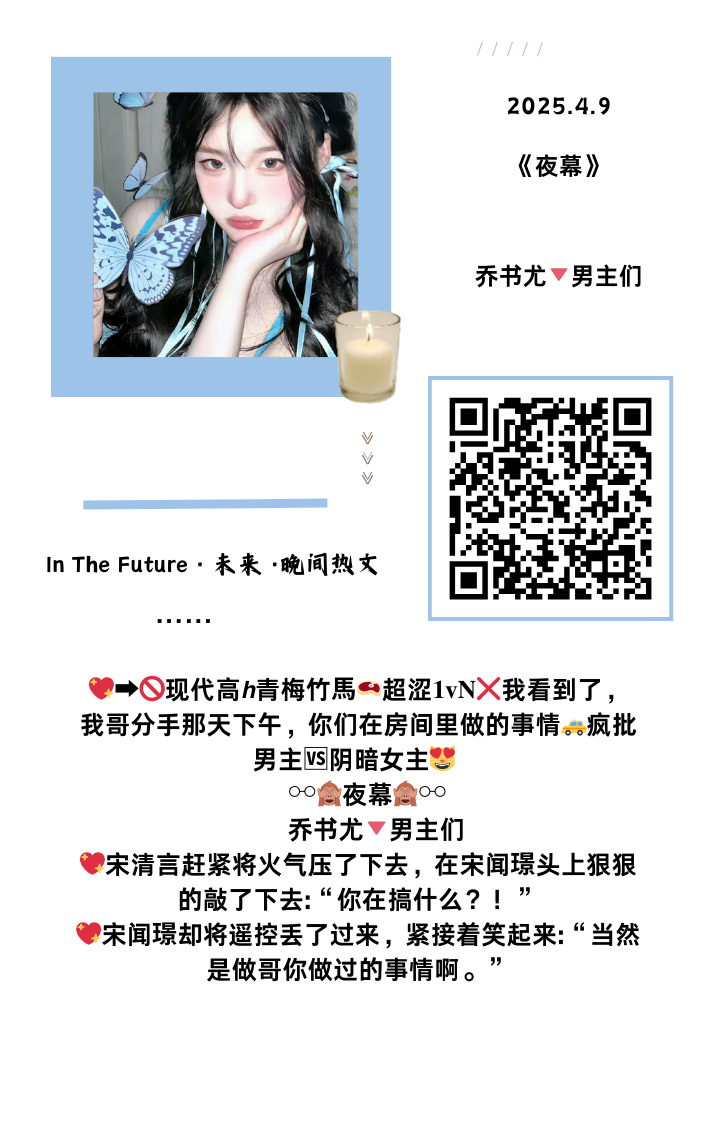 / / / / /
2025.4.9
《夜幕》
乔书尤🔻男主们
In The Future · 未来 ·晚间热文
......
💖➡🚫现代高h青梅竹馬🍣超涩1vN❌我看到了，
我哥分手那天下午，你们在房间里做的事情🚕疯批
男主🆚阴暗女主😻
👓🙈夜幕🙈👓
乔书尤🔻男主们
💖宋清言赶紧将火气压了下去，在宋闻璟头上狠狠
的敲了下去:“你在搞什么？！”
💖宋闻璟却将遥控丢了过来，紧接着笑起来:“当然
是做哥你做过的事情啊。”